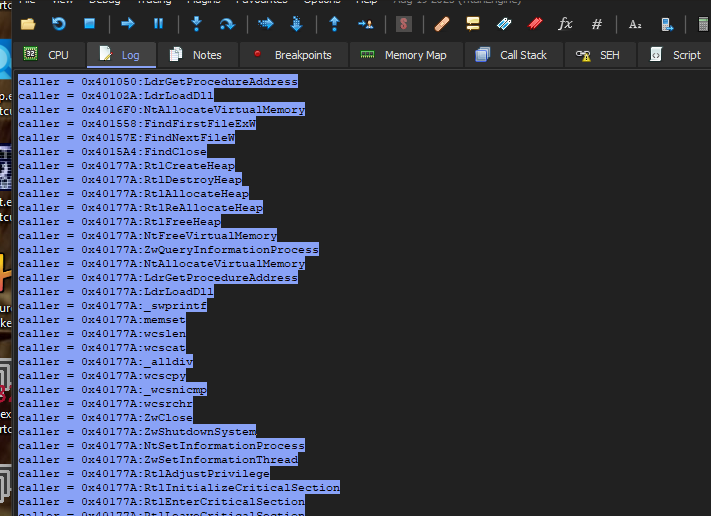 CPU Log Notes Breakpoints Memory Map Call Stack SEH Script
caller = 0x401050:LdrGetProcedureAddress
caller = 0x40102A:LdrLoadDll
caller = 0x4016F0:NtAllocateVirtualMemory
caller = 0x401558:FindFirstFileExW
caller = 0x40157E:FindNextFileW
caller = 0x4015A4:FindClose
caller = 0x40177A:RtlCreateHeap
caller = 0x40177A:RtlDestroyHeap
caller = 0x40177A:RtlAllocateHeap
caller = 0x40177A:RtlReAllocateHeap
caller = 0x40177A:RtlFreeHeap
caller = 0x40177A:NtFreeVirtualMemory
caller = 0x40177A:ZwQueryInformationProcess
caller = 0x40177A:NtAllocateVirtualMemory
caller = 0x40177A:LdrGetProcedureAddress
caller = 0x40177A:LdrLoadDll
caller = 0x40177A:_swprintf
caller = 0x40177A:memset
caller = 0x40177A:wcslen
caller = 0x40177A:wcscat
caller = 0x40177A:_alldiv
caller = 0x40177A:wcscpy
caller = 0x40177A:_wcsnicmp
caller = 0x40177A:wcsrchr
caller = 0x40177A:ZwClose
caller = 0x40177A:ZwShutdownSystem
caller = 0x40177A:NtSetInformationProcess
caller = 0x40177A:ZwSetInformationThread
caller = 0x40177A:RtlAdjustPrivilege
caller = 0x40177A:RtlInitializeCriticalSection
caller = 0x40177A:RtlEnterCriticalSection
caller = 0x40177A:RtlLeaveCriticalSection